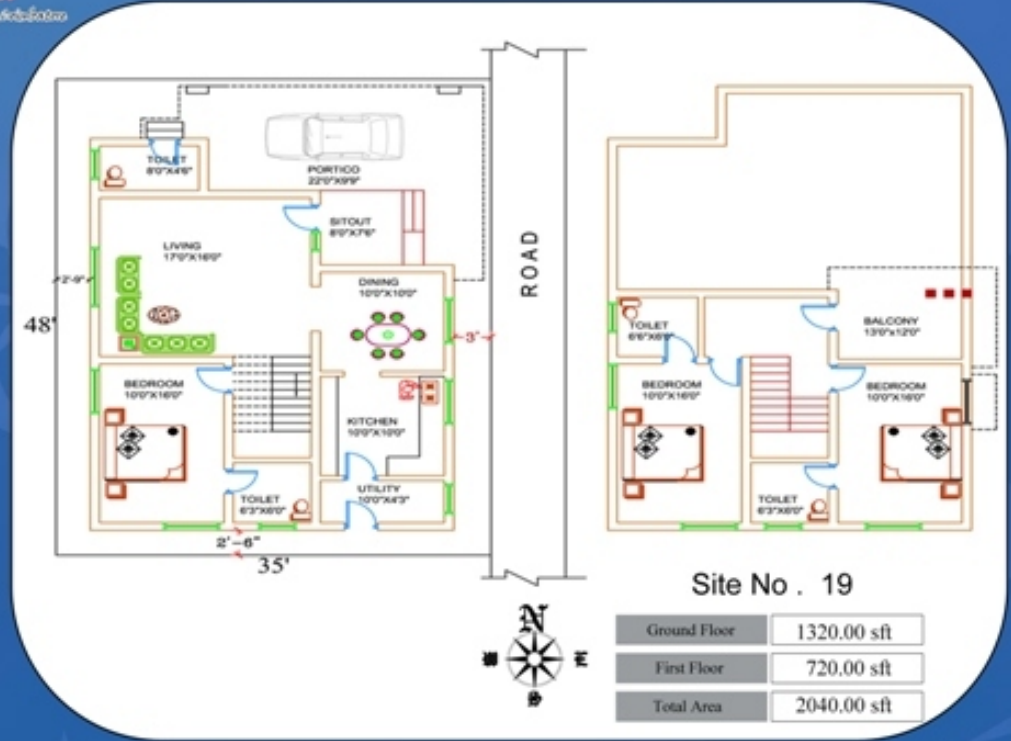 TOILET
8'0"X4'6"
PORTICO
22'0"X9'9"
SITOUT
8'0"X7'6"
LIVING
17'0"X16'0"
DINING
10'0"X10'0"
2'-9"
48'
3'
BEDROOM
10'0"X16'0"
KITCHEN
10'0"X10'0"
TOILET
6'3"X6'0"
UTILITY
10'0"X4'3"
2'-6"
35'
ROAD
TOILET
6'6"X6'0"
BALCONY
13'0"x12'0"
BEDROOM
10'0"X16'0"
BEDROOM
10'0"X16'0"
TOILET
6'3"X6'0"
N
Site No . 19
Ground Floor 1320.00 sft
First Floor 720.00 sft
Total Area 2040.00 sft